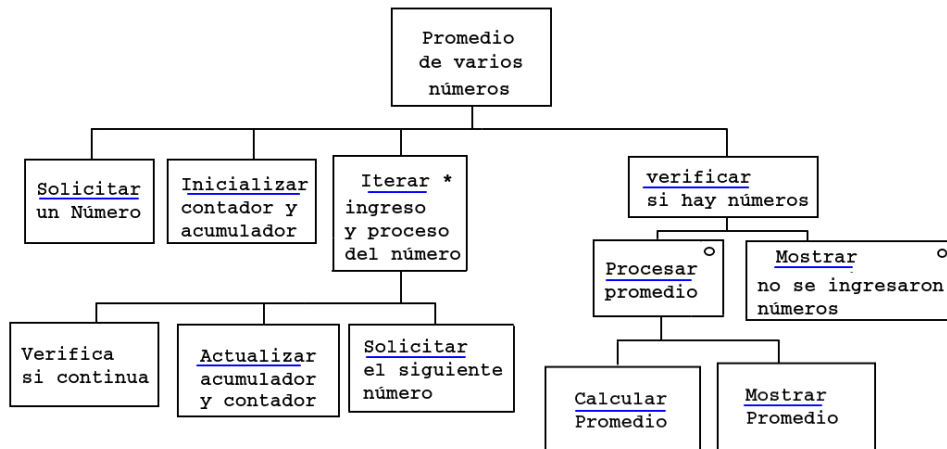 Promedio
de varios
números
Solicitar
un Número
Inicializar
contador y
acumulador
Iterar *
ingreso
y proceso
del número
verificar
si hay números
Procesar o
promedio
Mostrar o
no se ingresaron
números
Verifica
si continua
Actualizar
acumulador
y contador
Solicitar
el siguiente
número
Calcular
Promedio
Mostrar
Promedio